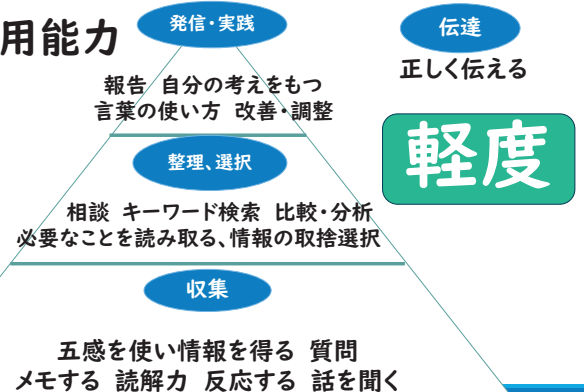 用能力
発信・実践
報告 自分の考えをもつ
言葉の使い方 改善・調整
整理、選択
相談 キーワード検索 比較・分析
必要なことを読み取る、情報の取捨選択
収集
五感を使い情報を得る 質問
メモする 読解力 反応する 話を聞く
伝達
正しく伝える
軽度